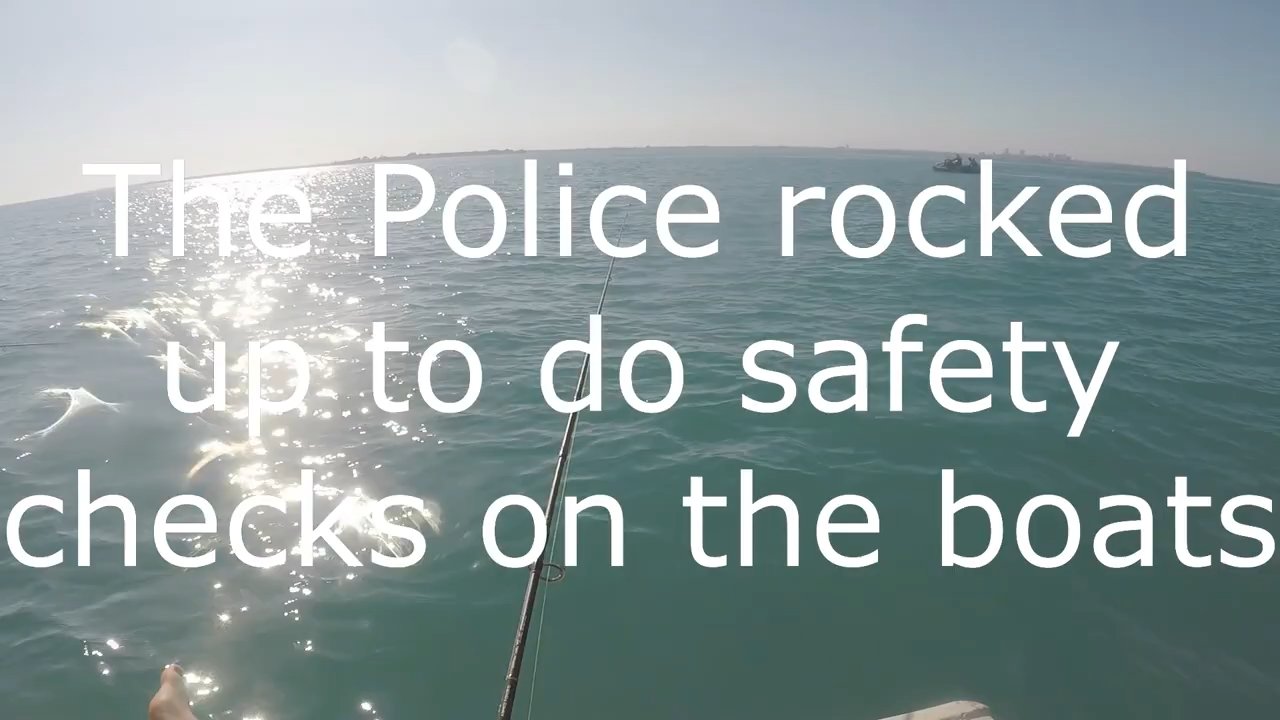 The Police rocked
up to do safety
checks on the boats